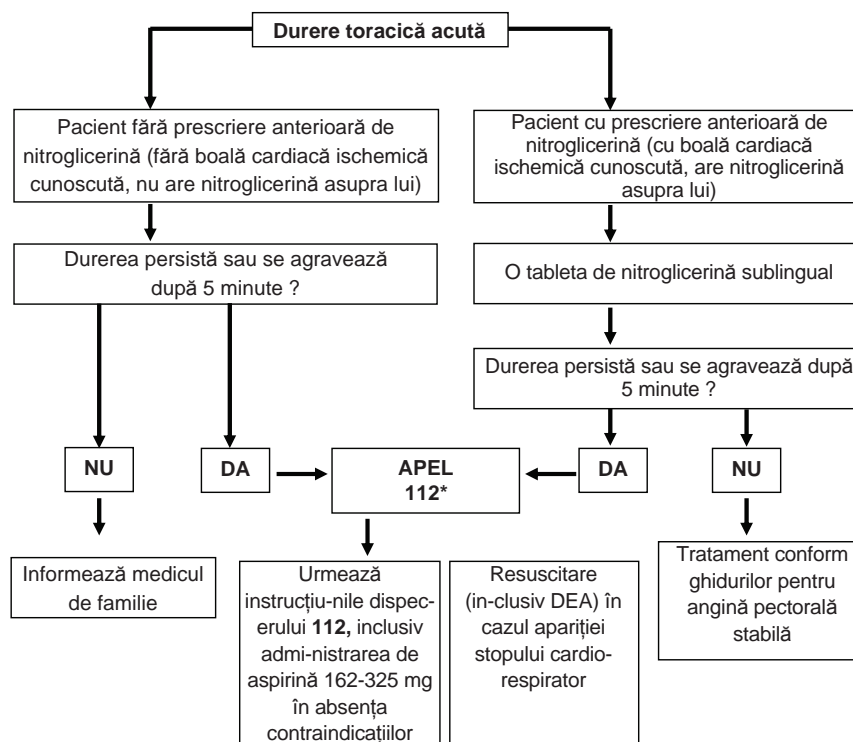 Durere toracică acută
Pacient fără prescriere anterioară de
nitroglicerină (fără boală cardiacă ischemică
cunoscută, nu are nitroglicerină asupra lui)
Pacient cu prescriere anterioară de
nitroglicerină (cu boală cardiacă
ischemică cunoscută, are nitroglicerină
asupra lui)
Durerea persistă sau se agravează
după 5 minute ?
O tableta de nitroglicerină sublingual
Durerea persistă sau se agravează după
5 minute ?
NU
DA
APEL
112*
DA
NU
Informează medicul
de familie
Urmează
instrucțiu-nile dispec-
erului 112, inclusiv
admi-nistrarea de
aspirină 162-325 mg
în absența
contraindicațiilor
Resuscitare
(in-clusiv DEA) în
cazul apariției
stopului cardio-
respirator
Tratament conform
ghidurilor pentru
angină pectorală
stabilă